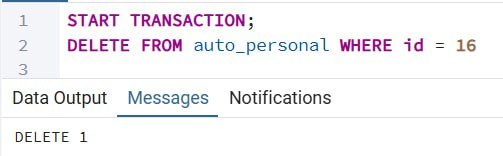 1 START TRANSACTION;
2 DELETE FROM auto_personal WHERE id = 16
3
Data Output Messages Notifications
DELETE 1